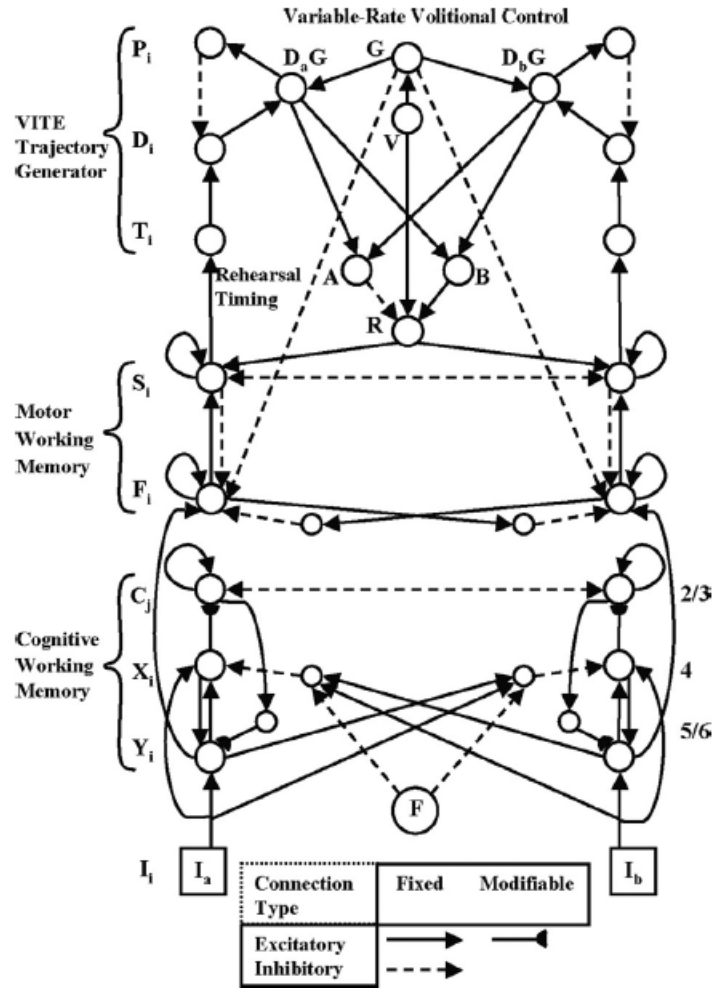 Variable-Rate Volitional Control
P_i
D_aG
G
D_bG
VITE
Trajectory
Generator
D_i
V
T_i
Rehearsal
Timing
A
B
R
S_i
Motor
Working
Memory
F_i
C_j
2/3
Cognitive
Working
Memory
X_i
4
Y_i
5/6
F
I_i
I_a
I_b
Connection
Type
Fixed
Modifiable
Excitatory
Inhibitory